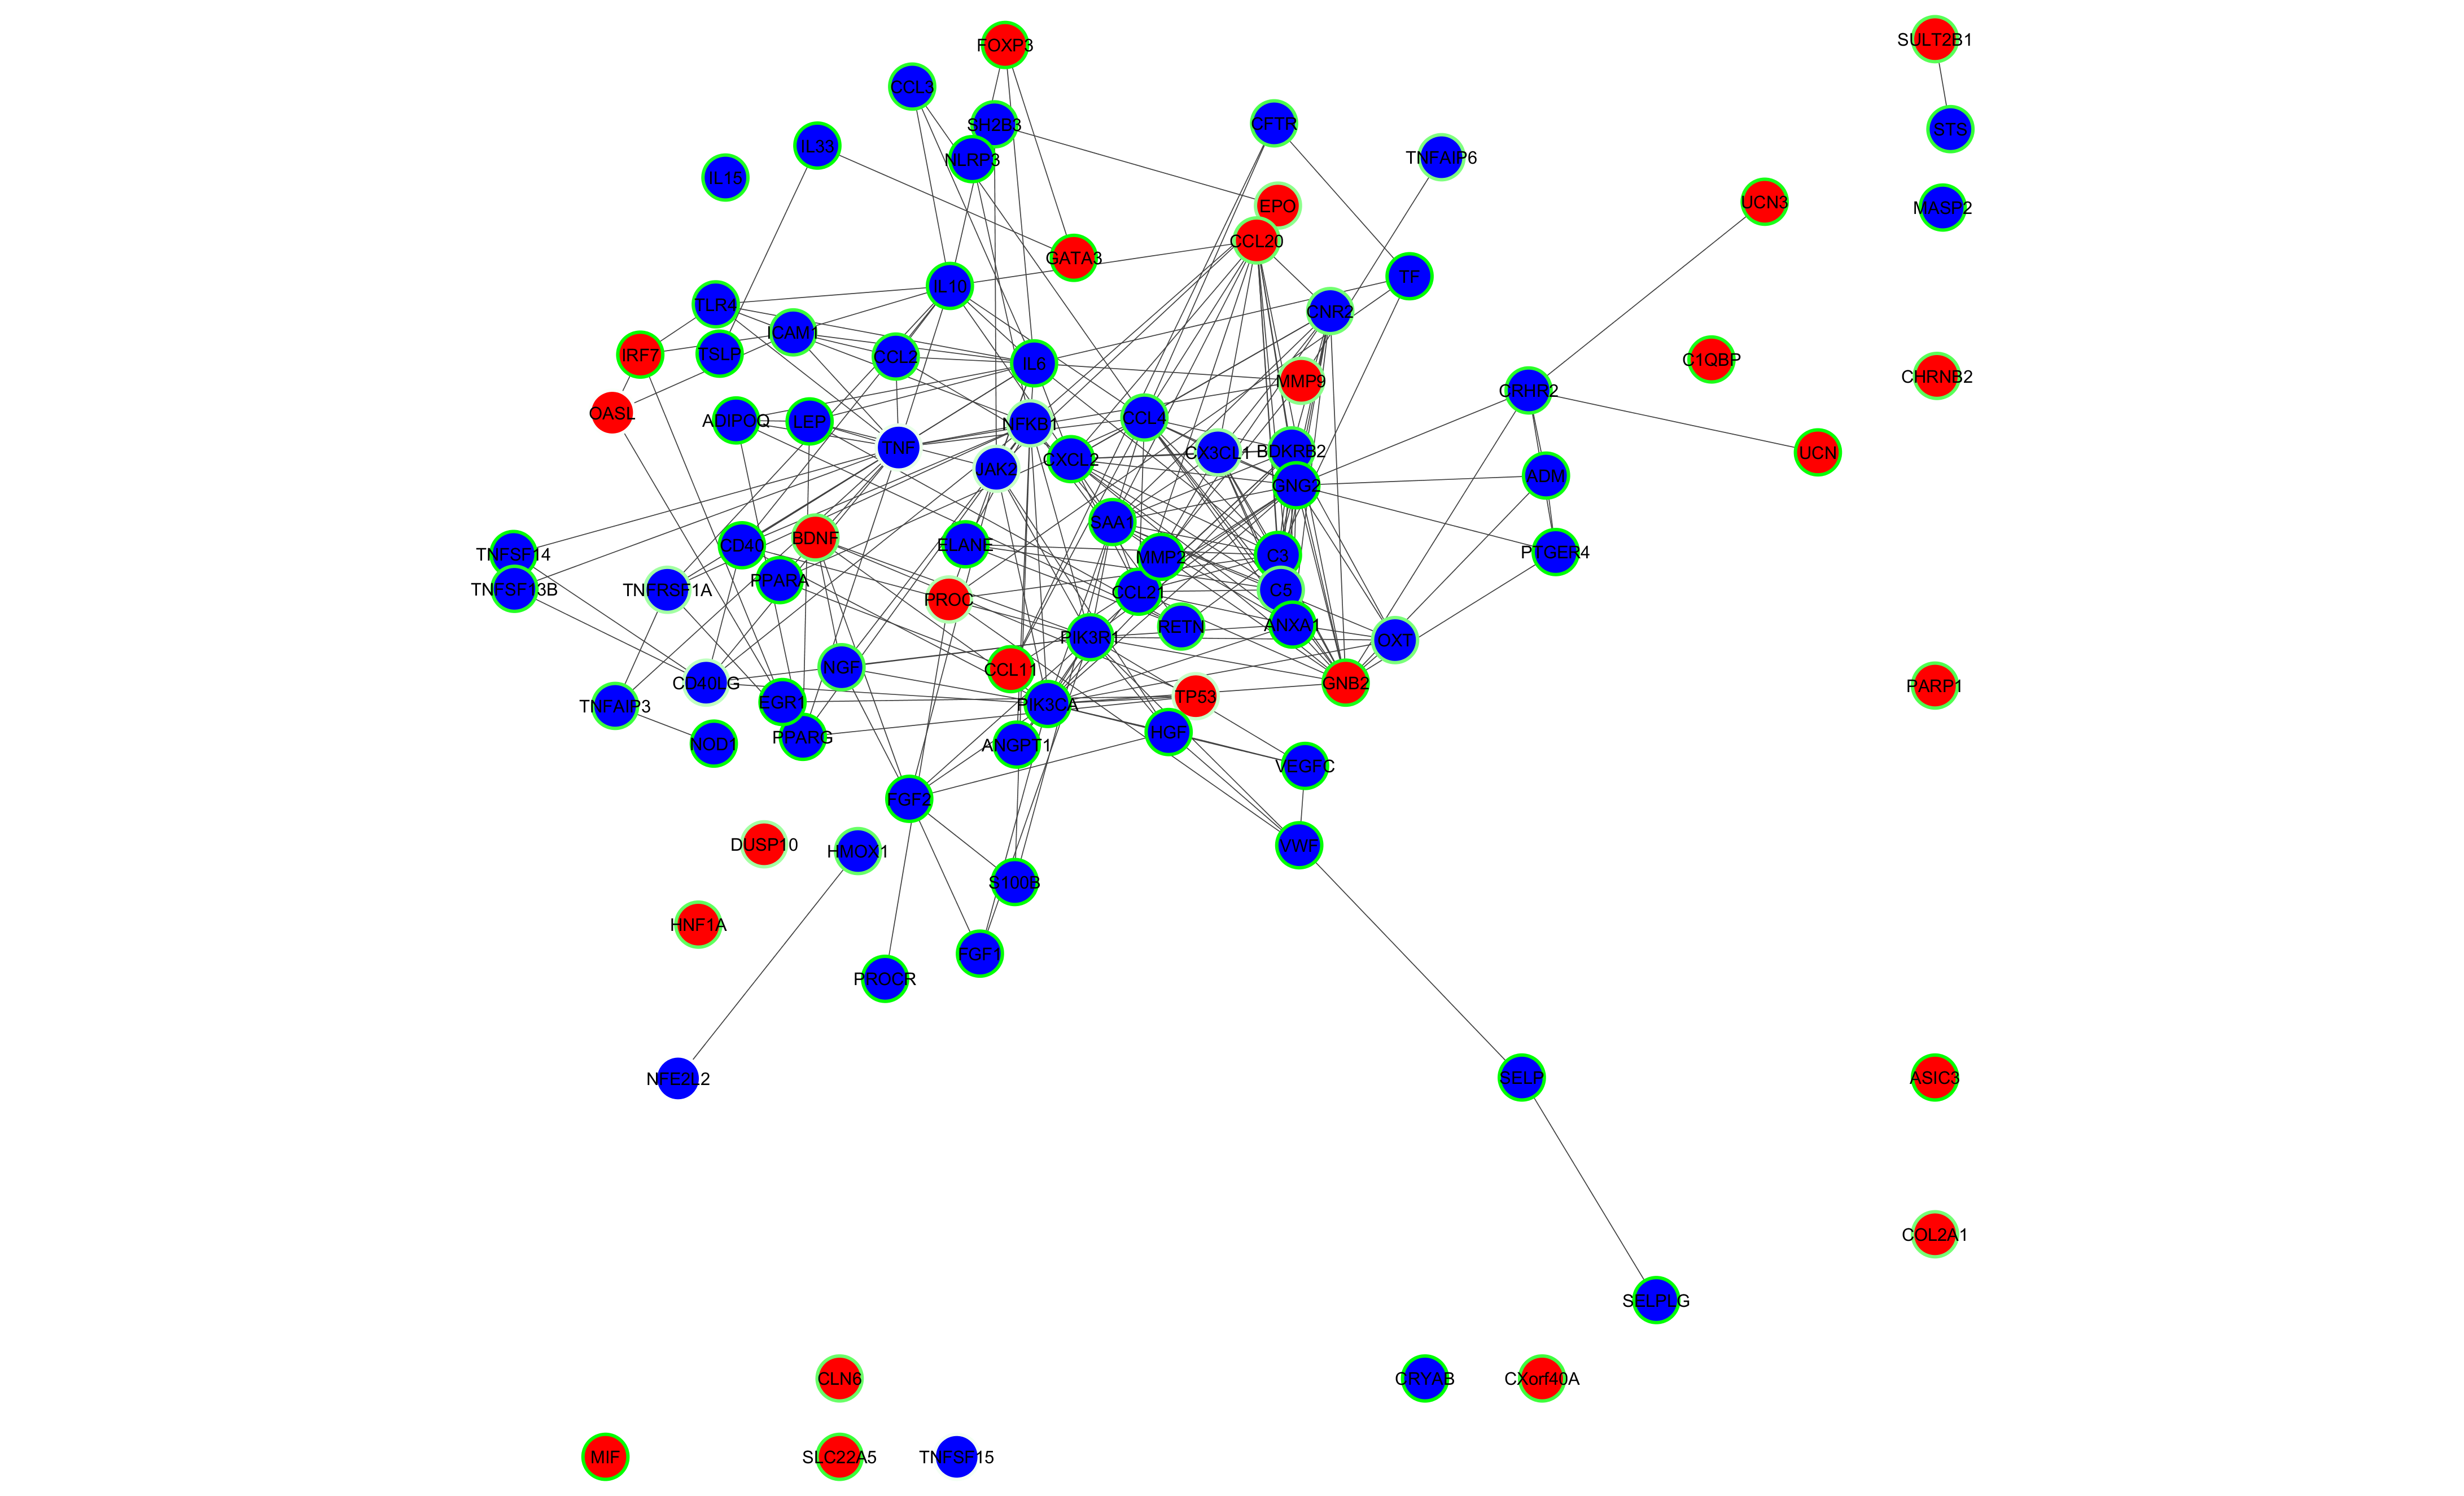 SULT2B1
FOXP3
CCL3
SH2B3
CFTR
STS
IL33
NLRP3
TNFAIP6
IL15
EPO
UCN3
MASP2
CCL20
GATA3
TF
IL10
TLR4
CNR2
ICAM1
IRF7
TSLP
CCL2
IL6
C1QBP
CHRNB2
MMP9
CRHR2
OASL
ADIPOQ
LEP
NFKB1
CCL4
TNF
CX3CL1
BDKRB2
UCN
CXCL2
JAK2
GNG2
ADM
SAA1
BDNF
CD40
ELANE
TNFSF14
MMP2
C3
PTGER4
PPARA
TNFSF13B
TNFRSF1A
PROC
CCL21
C5
RETN
ANXA1
PIK3R1
OXT
NGF
CCL11
CD40LG
GNB2
PARP1
TP53
EGR1
PIK3CA
TNFAIP3
HGF
NOD1
PPARG
ANGPT1
VEGFC
FGF2
DUSP10
HMOX1
VWF
S100B
HNF1A
FGF1
PROCR
NFE2L2
SELP
ASIC3
COL2A1
SELPLG
CLN6
CRYAB
CXorf40A
MIF
SLC22A5
TNFSF15